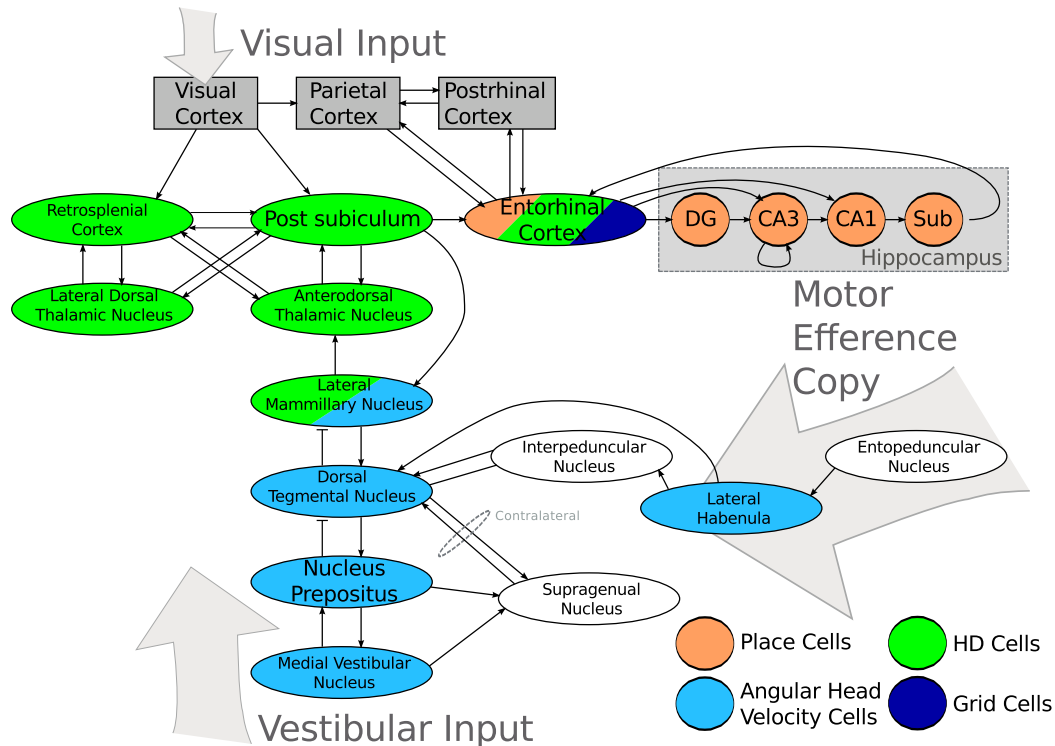 Visual Input
Visual
Cortex
Parietal
Cortex
Postrhinal
Cortex
Retrosplenial
Cortex
Post subiculum
Entorhinal
Cortex
DG
CA3
CA1
Sub
Hippocampus
Lateral Dorsal
Thalamic Nucleus
Anterodorsal
Thalamic Nucleus
Motor
Efference
Copy
Lateral
Mammillary Nucleus
Interpeduncular
Nucleus
Entopeduncular
Nucleus
Dorsal
Tegmental Nucleus
Lateral
Habenula
Contralateral
Nucleus
Prepositus
Supragenual
Nucleus
Medial Vestibular
Nucleus
Vestibular Input
Place Cells
HD Cells
Angular Head
Velocity Cells
Grid Cells